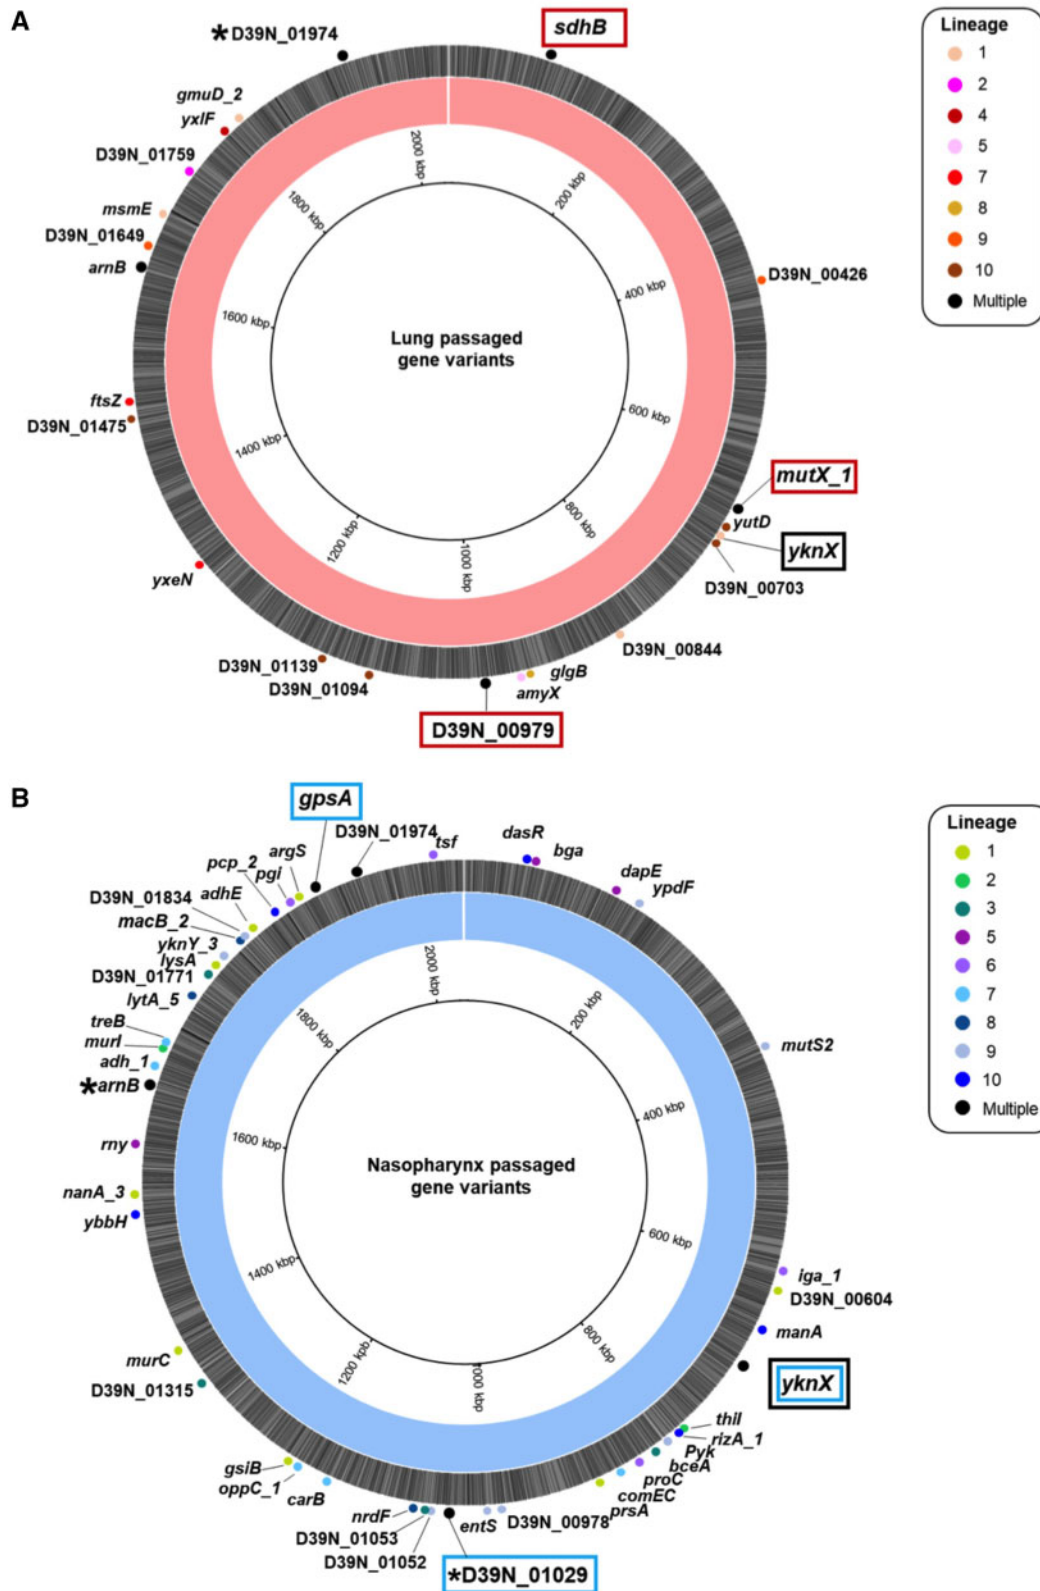 A
*D39N_01974
sdhB
gmuD_2
yxlF
D39N_01759
msmE
D39N_01649
arnB
ftsZ
D39N_01475
yxeN
D39N_01139
D39N_01094
D39N_00979
amyX
glgB
D39N_00844
D39N_00703
yknX
yutD
mutX_1
D39N_00426
2000 kbp
200 kbp
400 kbp
600 kbp
800 kbp
1000 kbp
1200 kbp
1400 kbp
1600 kbp
1800 kbp
Lung passaged
gene variants
Lineage
1
2
4
5
7
8
9
10
Multiple
B
gpsA
D39N_01974
tsf
argS
pgi
pcp_2
adhE
D39N_01834
macB_2
yknY_3
lysA
D39N_01771
lytA_5
treB
murI
adh_1
*arnB
rny
nanA_3
ybbH
murC
D39N_01315
gsiB
oppC_1
carB
nrdF
D39N_01053
D39N_01052
*D39N_01029
entS
D39N_00978
prsA
comEC
proC
bceA
Pyk
rizA_1
thiI
yknX
manA
D39N_00604
iga_1
mutS2
ypdF
dapE
bga
dasR
2000 kbp
200 kbp
400 kbp
600 kbp
800 kbp
1000 kbp
1200 kpb
1400 kbp
1600 kbp
1800 kbp
Nasopharynx passaged
gene variants
Lineage
1
2
3
5
6
7
8
9
10
Multiple